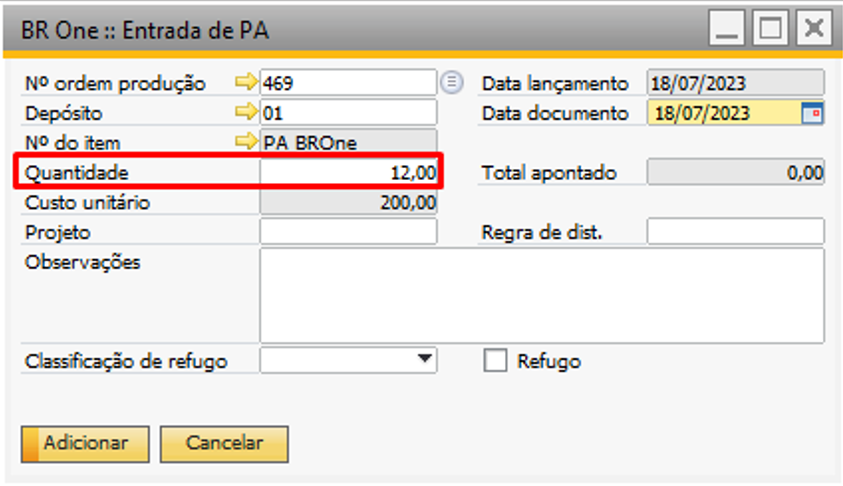 BR One :: Entrada de PA
Nº ordem produção 469 Data lançamento 18/07/2023
Depósito 01 Data documento 18/07/2023
Nº do item PA BROne
Quantidade 12,00 Total apontado 0,00
Custo unitário 200,00
Projeto Regra de dist.
Observações
Classificação de refugo Refugo
Adicionar Cancelar